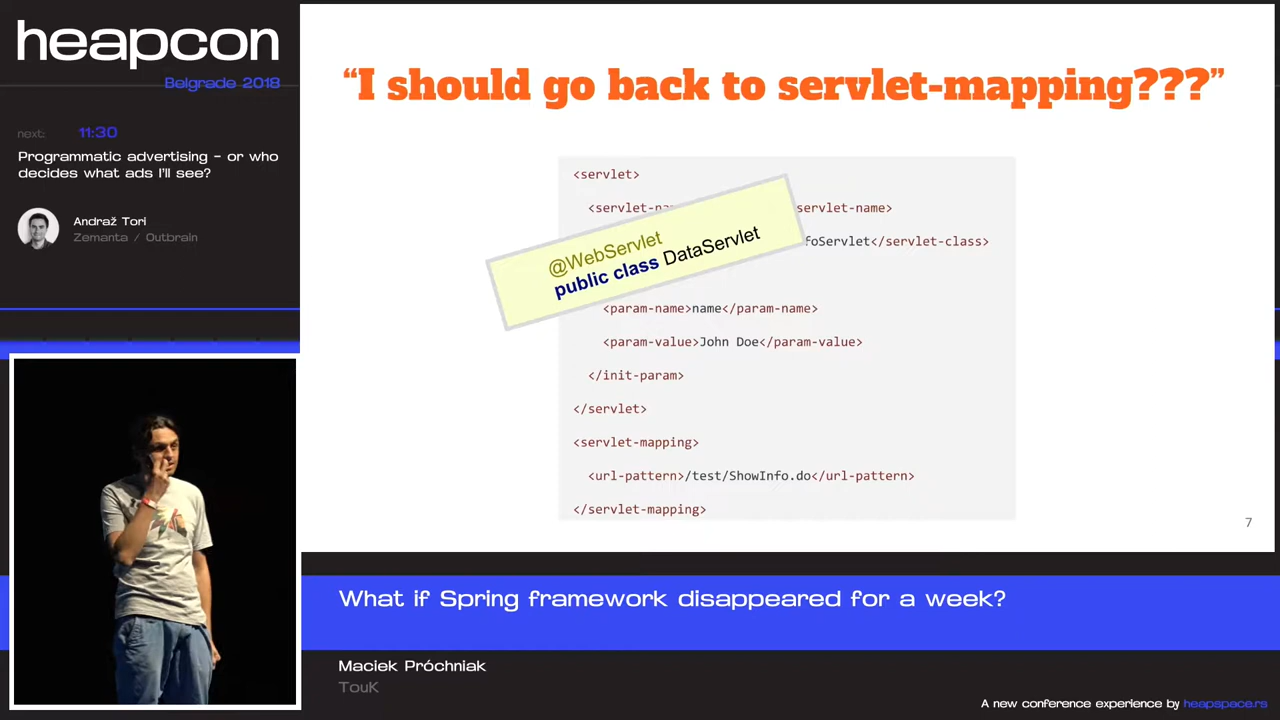 heapcon
Belgrade 2018
next: 11:30
Programmatic advertising - or who
decides what ads I'll see?
Andraž Tori
Zemanta / Outbrain
“I should go back to servlet-mapping???”
<servlet>
<servlet-na servlet-name>
@WebServlet
public class DataServlet
foServlet</servlet-class>
<param-name>name</param-name>
<param-value>John Doe</param-value>
</init-param>
</servlet>
<servlet-mapping>
<url-pattern>/test/ShowInfo.do</url-pattern>
</servlet-mapping>
7
What if Spring framework disappeared for a week?
Maciek Próchniak
TouK
A new conference experience by heapspace.rs